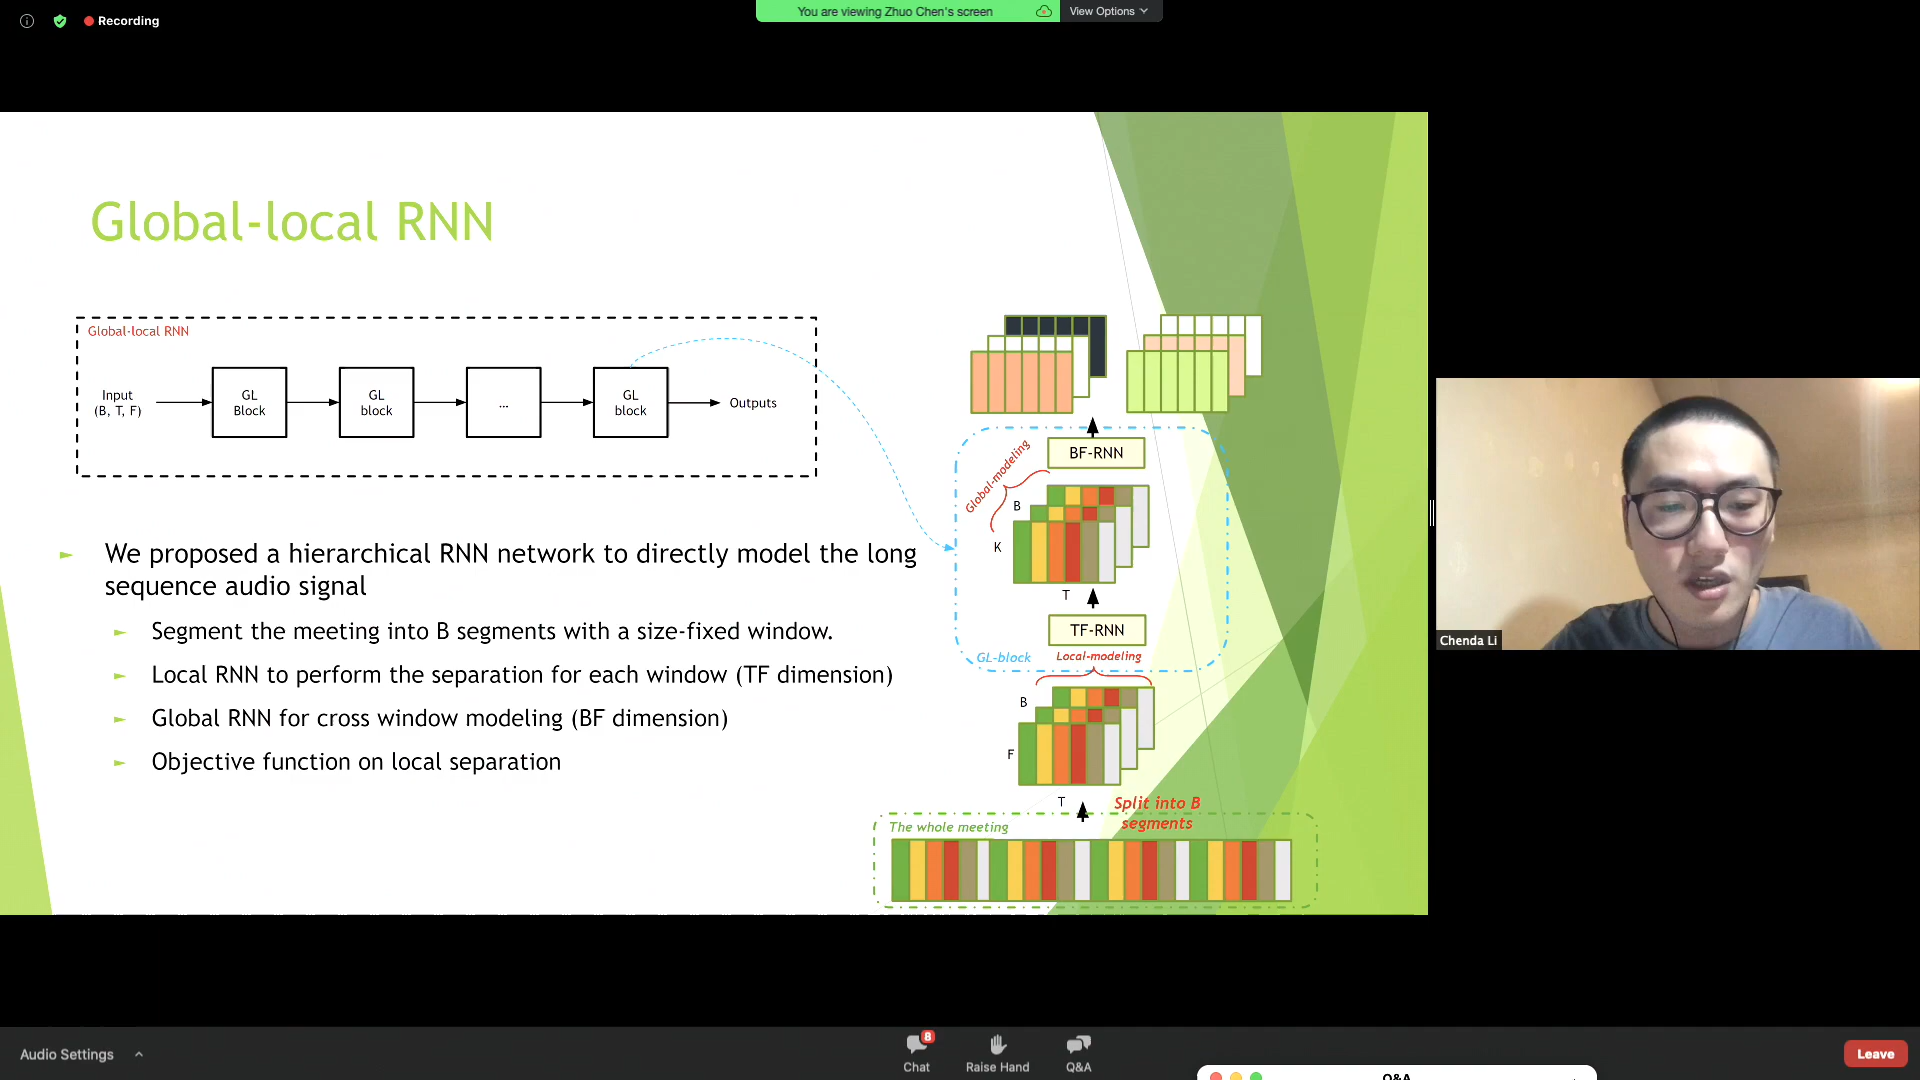 Recording
You are viewing Zhuo Chen's screen
View Options
Global-local RNN
Global-local RNN
Input
(B, T, F)
GL
Block
GL
block
...
GL
block
Outputs
We proposed a hierarchical RNN network to directly model the long
sequence audio signal
Segment the meeting into B segments with a size-fixed window.
Local RNN to perform the separation for each window (TF dimension)
Global RNN for cross window modeling (BF dimension)
Objective function on local separation
BF-RNN
Global-modeling
B
K
T
TF-RNN
GL-block
Local-modeling
B
F
T
Split into B
segments
The whole meeting
Chenda Li
Audio Settings
8
Chat
Raise Hand
Q&A
Leave
Q&A